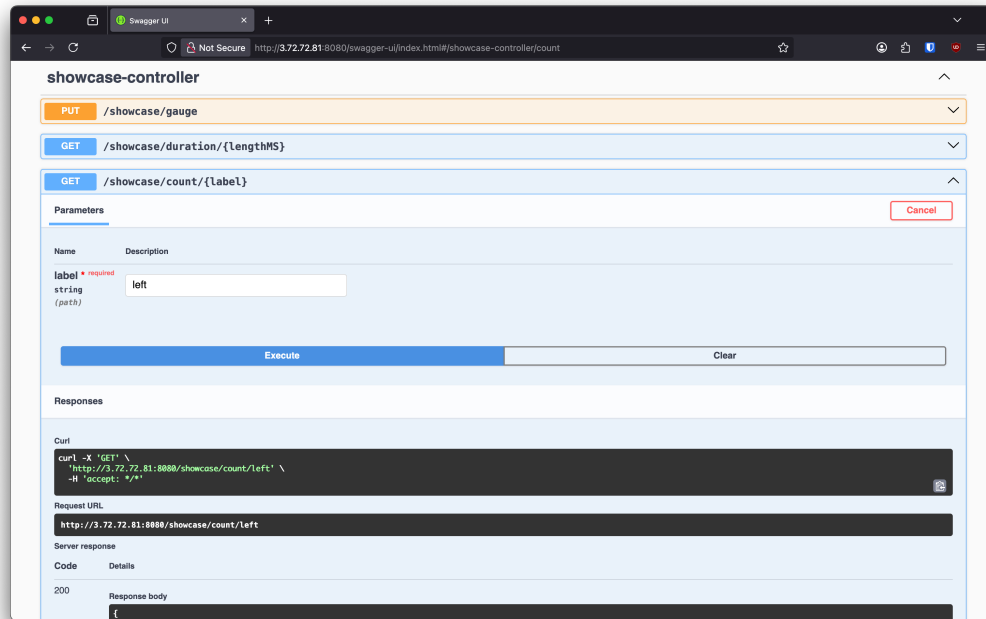 Swagger UI
Not Secure
http://3.72.72.81:8080/swagger-ui/index.html#/showcase-controller/count
showcase-controller
PUT /showcase/gauge
GET /showcase/duration/{lengthMS}
GET /showcase/count/{label}
Parameters
Cancel
Name Description
label * required
string
(path)
left
Execute
Clear
Responses
Curl
curl -X 'GET' \
'http://3.72.72.81:8080/showcase/count/left' \
-H 'accept: */*'
Request URL
http://3.72.72.81:8080/showcase/count/left
Server response
Code Details
200
Response body
{